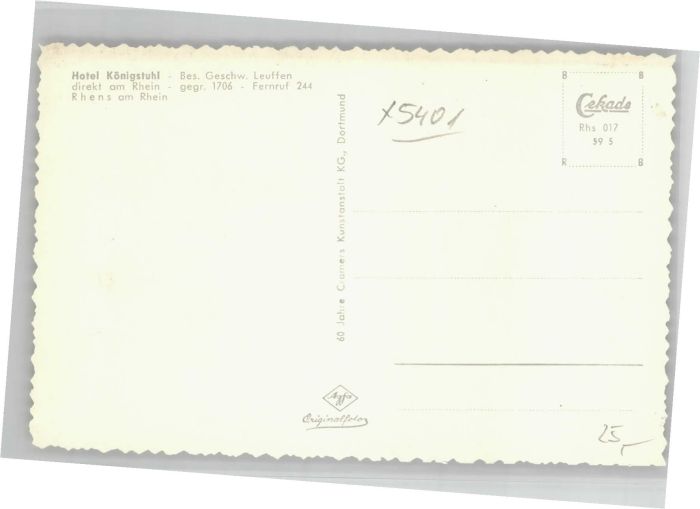 Hotel Königstuhl - Bes. Geschw. Leuffen
direkt am Rhein - gegr. 1706 - Fernruf 244
Rhens am Rhein
60 Jahre Cramers Kunstanstalt KG., Dortmund
x5401
B B
Cekade
Rhs 017
59 5
R B
Agfa
Originalfoto
25,-